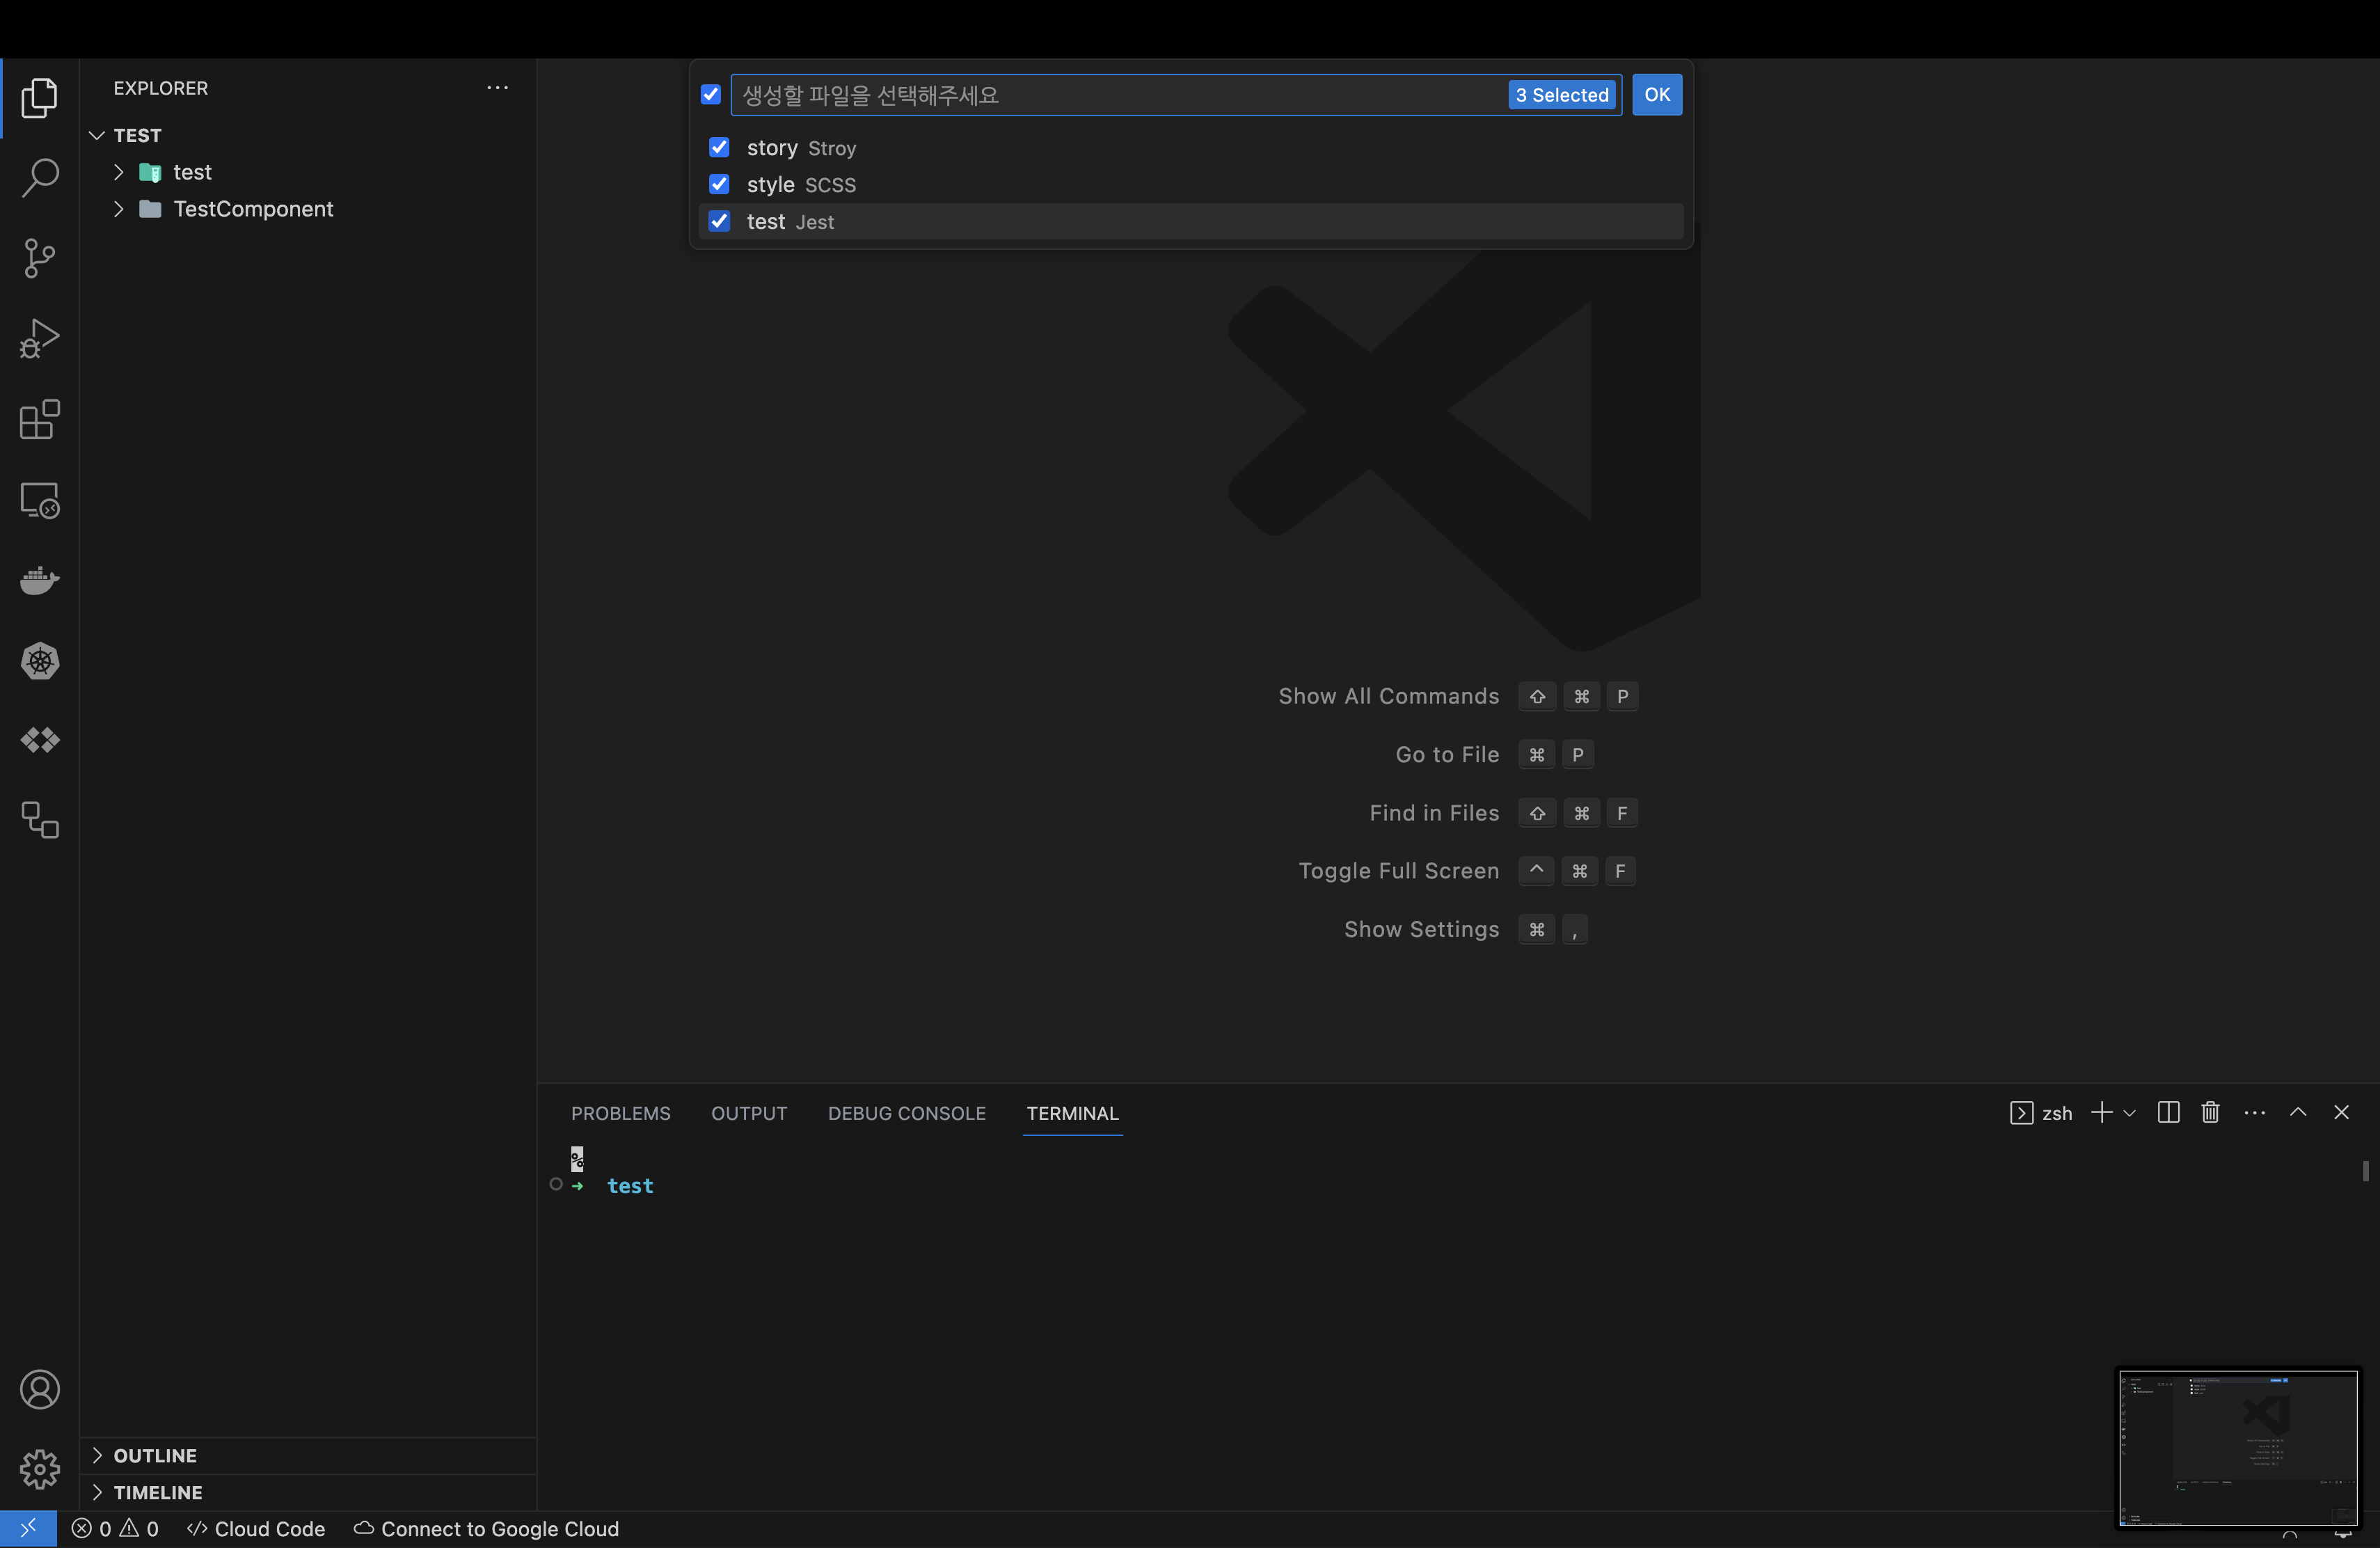 EXPLORER
TEST
test
TestComponent
OUTLINE
TIMELINE
생성할 파일을 선택해주세요
3 Selected
OK
story Stroy
style SCSS
test Jest
Show All Commands ⇧ ⌘ P
Go to File ⌘ P
Find in Files ⇧ ⌘ F
Toggle Full Screen ^ ⌘ F
Show Settings ⌘ ,
PROBLEMS OUTPUT DEBUG CONSOLE TERMINAL
zsh
%
➜ test
0 0 Cloud Code Connect to Google Cloud